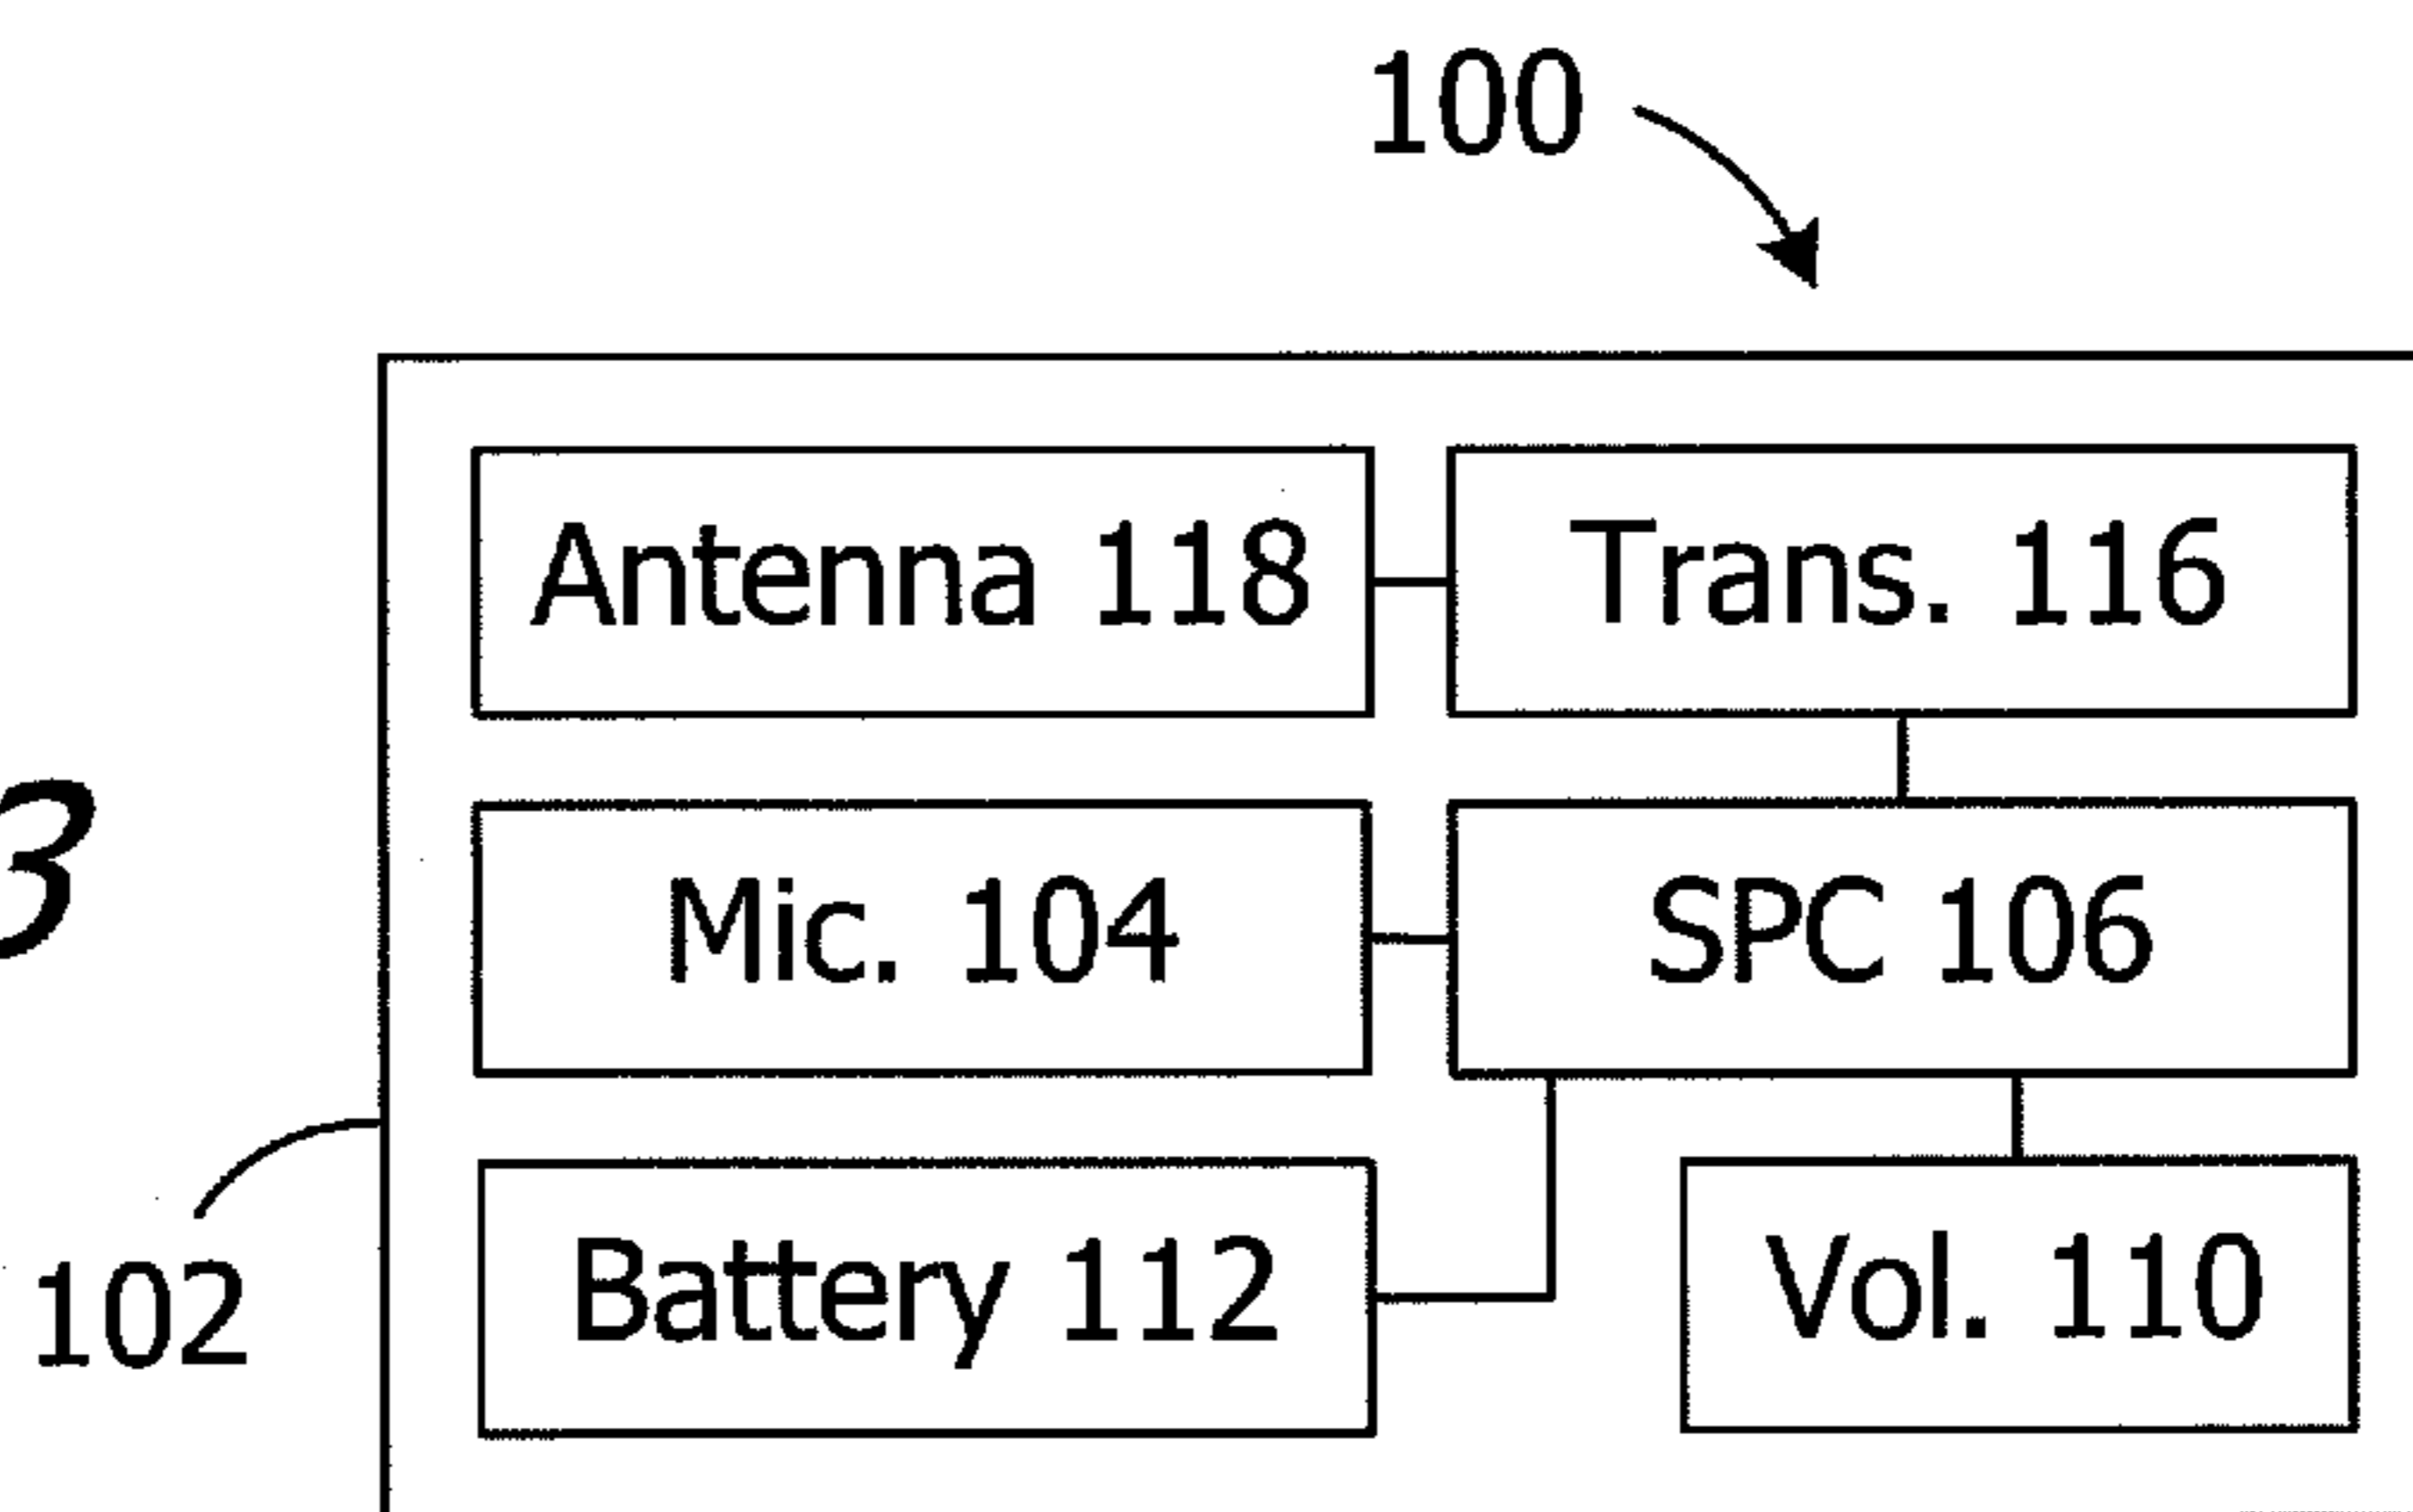 100
Antenna 118
Trans. 116
3
Mic. 104
SPC 106
102
Battery 112
Vol. 110